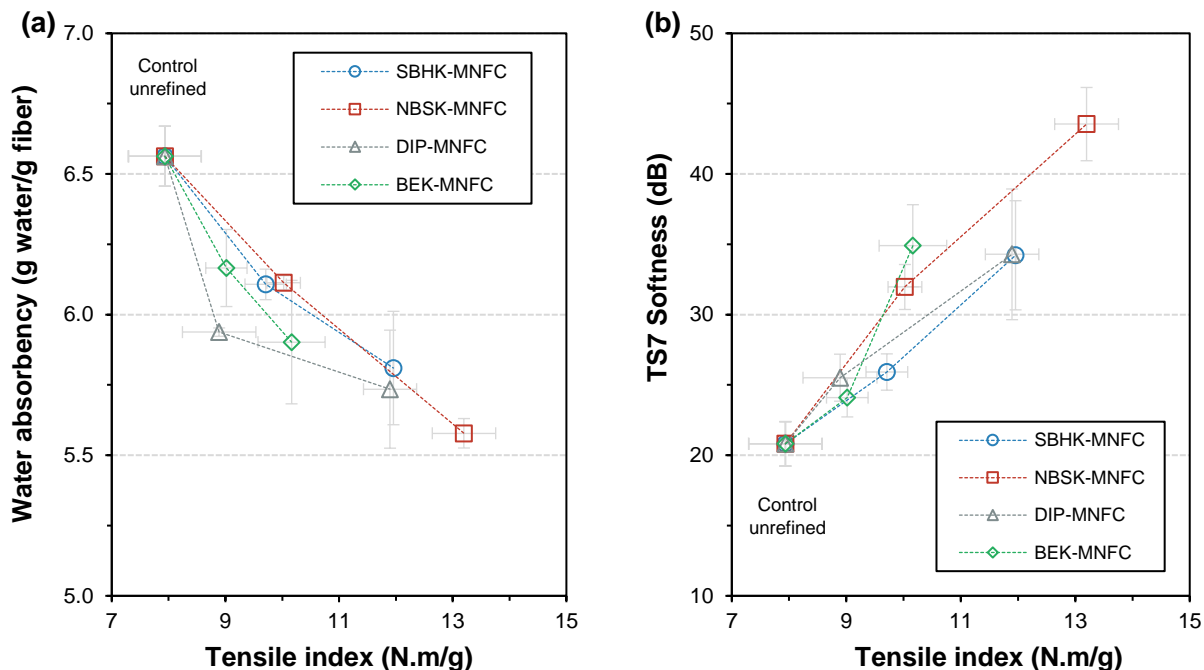 (a)
7.0
6.5
6.0
5.5
5.0
Water absorbency (g water/g fiber)
Control
unrefined
SBHK-MNFC
NBSK-MNFC
DIP-MNFC
BEK-MNFC
7
9
11
13
15
Tensile index (N.m/g)
(b)
50
40
30
20
10
TS7 Softness (dB)
Control
unrefined
SBHK-MNFC
NBSK-MNFC
DIP-MNFC
BEK-MNFC
7
9
11
13
15
Tensile index (N.m/g)